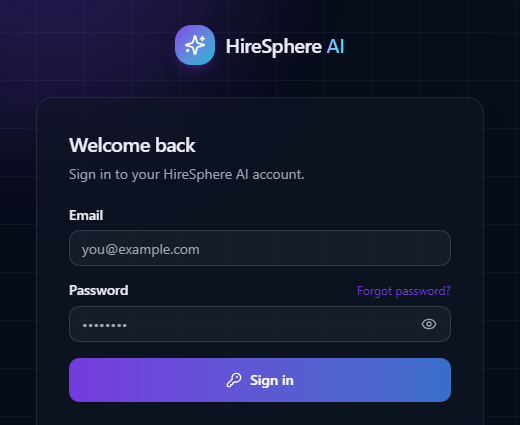 HireSphere AI
Welcome back
Sign in to your HireSphere AI account.
Email
you@example.com
Password Forgot password?
••••••••
Sign in